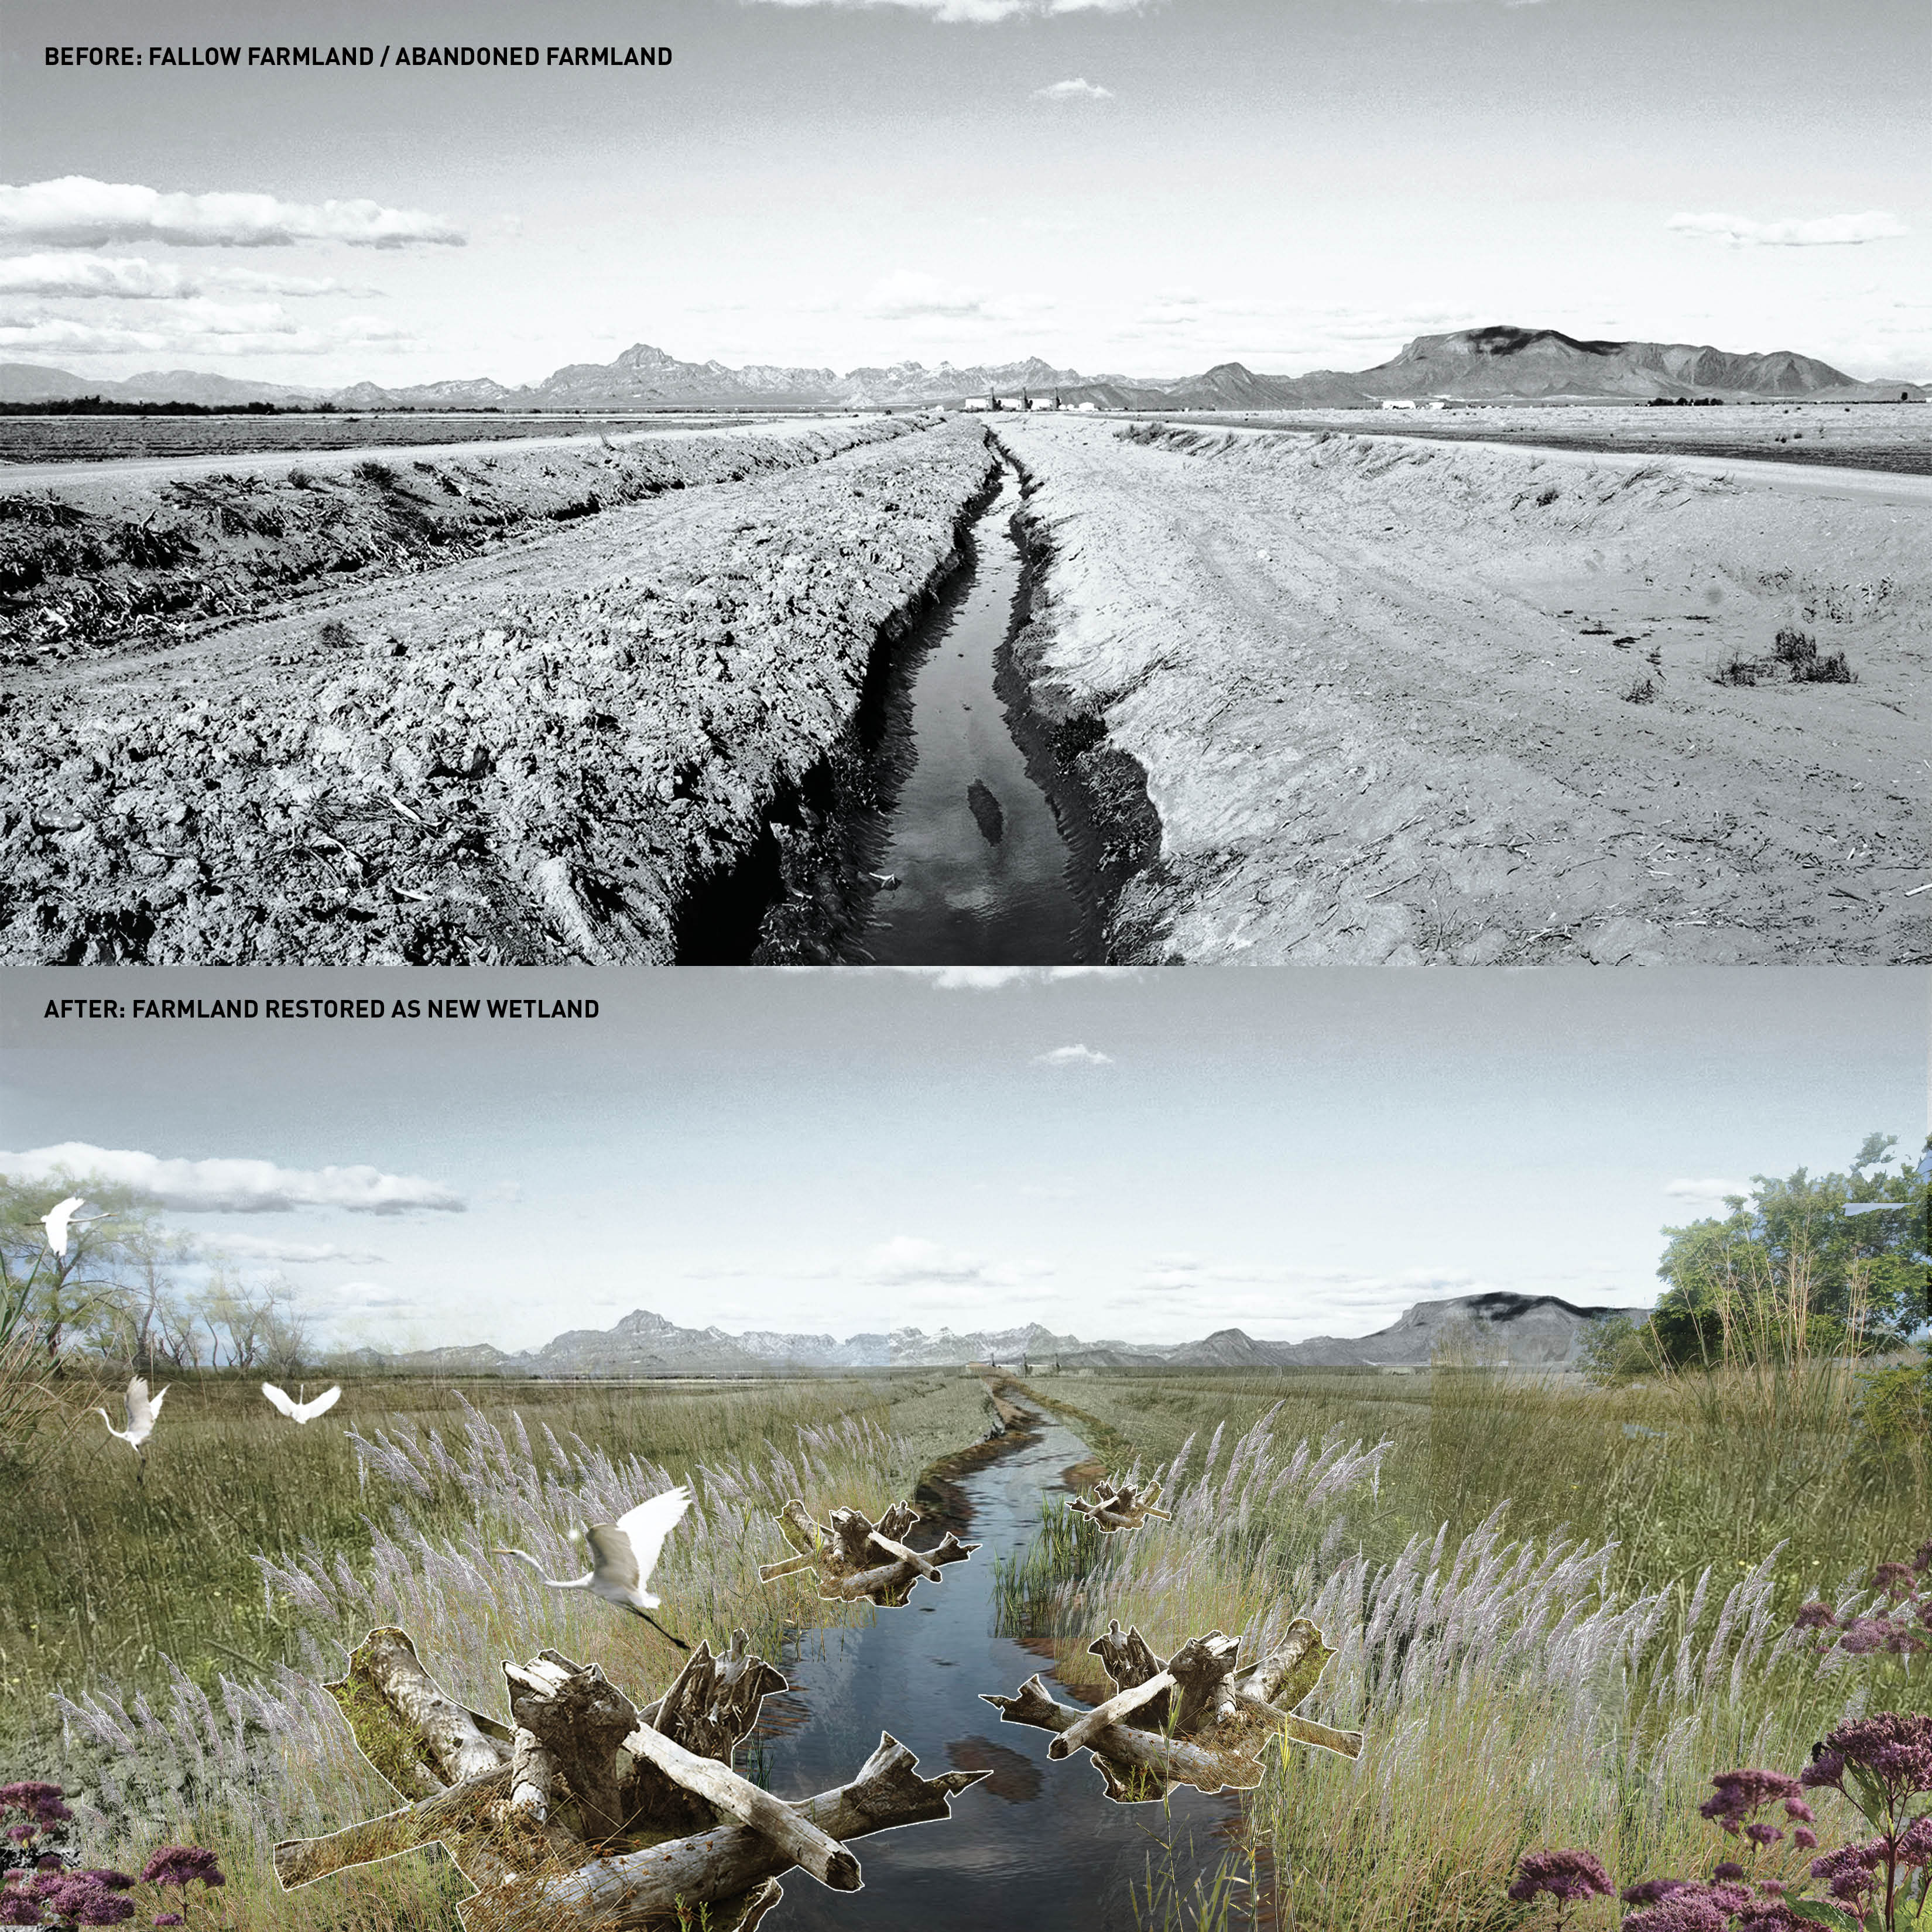 BEFORE: FALLOW FARMLAND / ABANDONED FARMLAND
AFTER: FARMLAND RESTORED AS NEW WETLAND